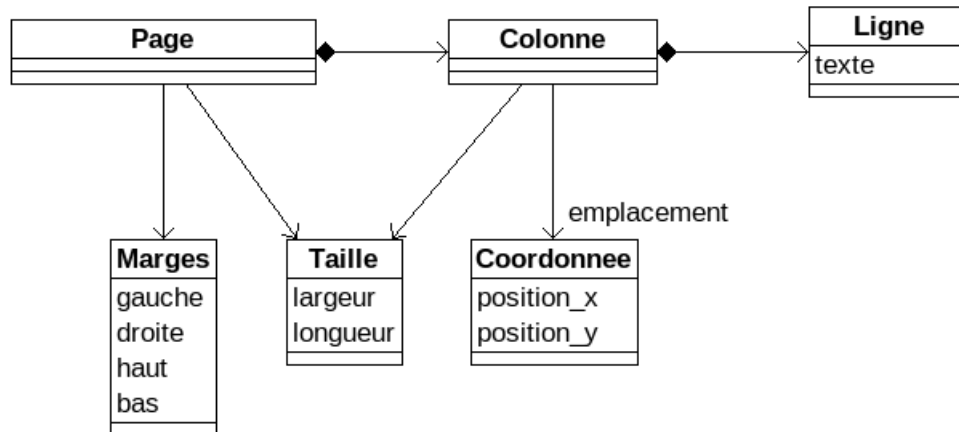 Page
Colonne
Ligne
texte
emplacement
Marges
gauche
droite
haut
bas
Taille
largeur
longueur
Coordonnee
position_x
position_y